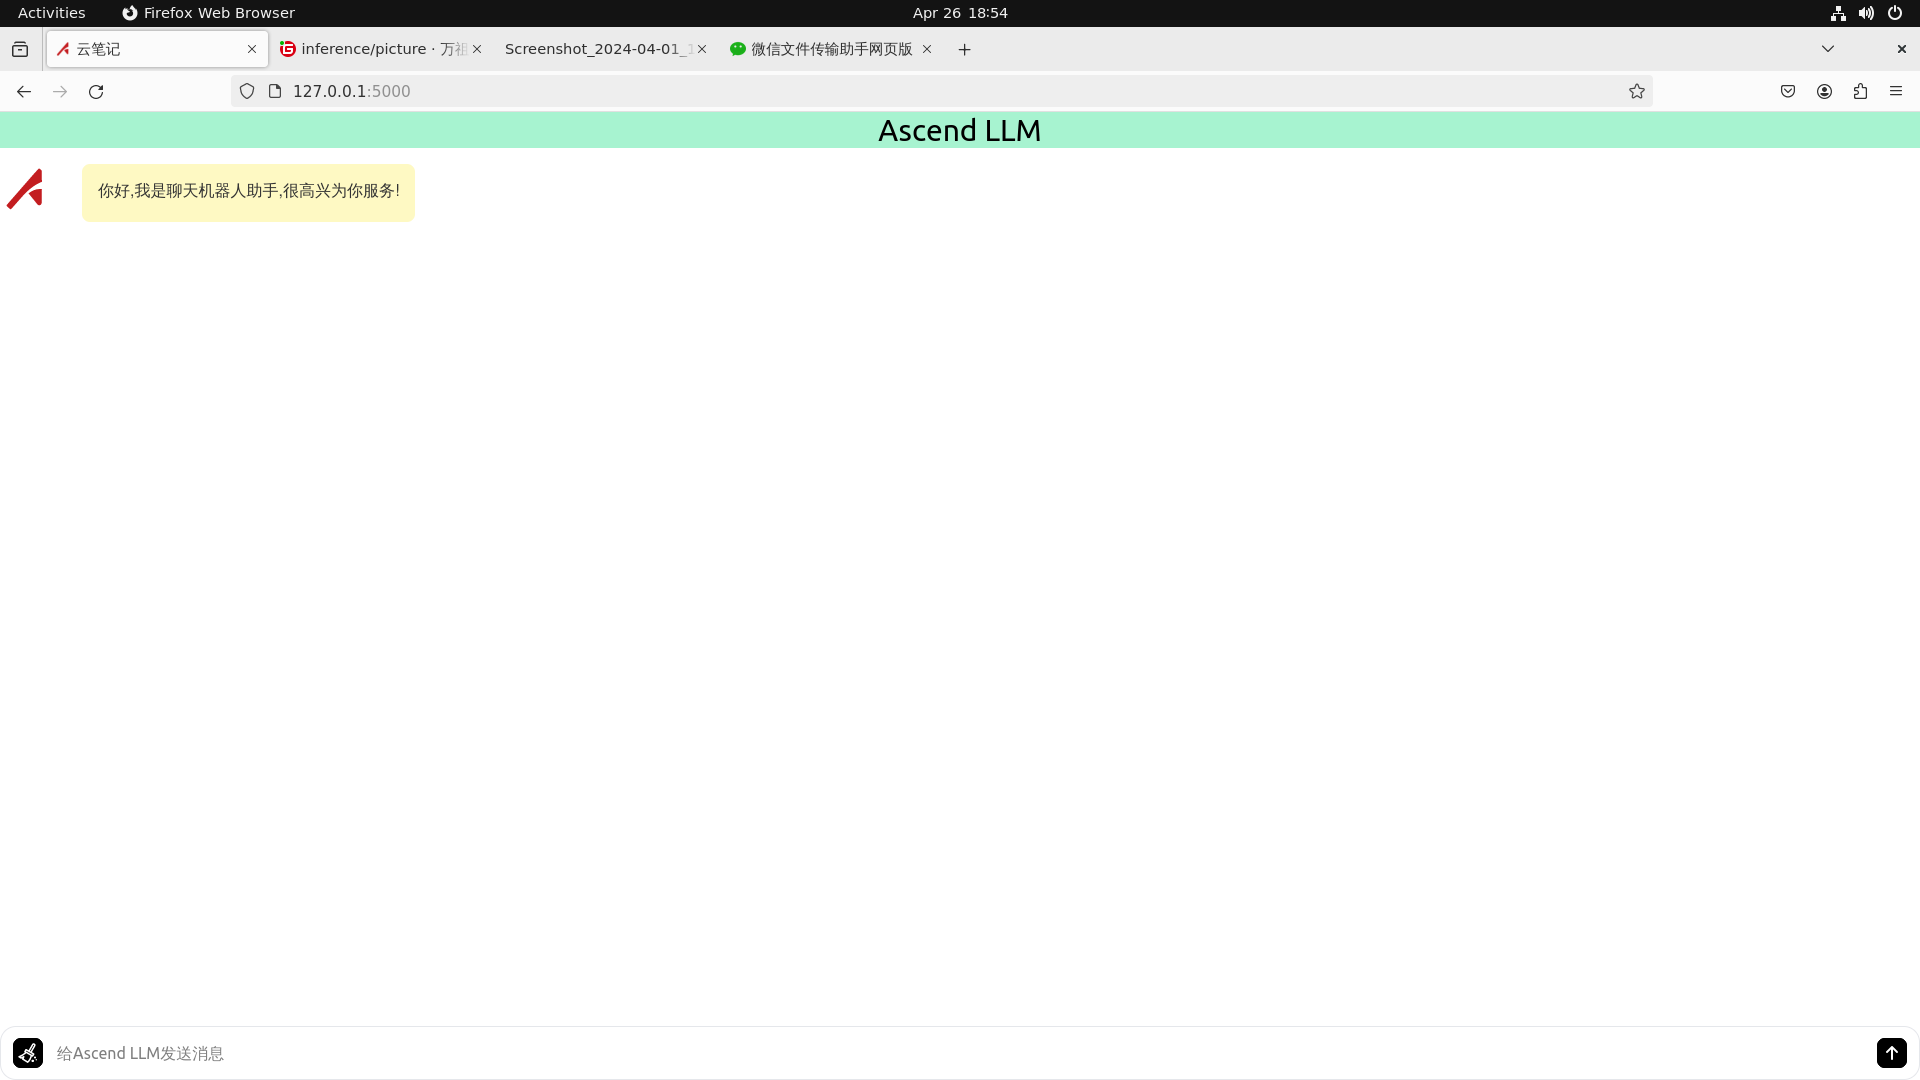 Activities
Firefox Web Browser
Apr 26 18:54
云笔记
inference/picture · 万祖
Screenshot_2024-04-01_1
微信文件传输助手网页版
127.0.0.1:5000
Ascend LLM
你好,我是聊天机器人助手,很高兴为你服务!
给Ascend LLM发送消息